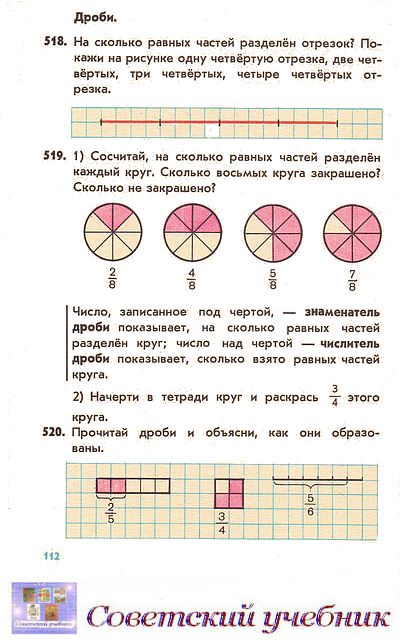 Дроби.
518. На сколько равных частей разделён отрезок? По-
кажи на рисунке одну четвёртую отрезка, две чет-
вёртых, три четвёртых, четыре четвёртых от-
резка.
519. 1) Сосчитай, на сколько равных частей разделён
каждый круг. Сколько восьмых круга закрашено?
Сколько не закрашено?
2/8 4/8 5/8 7/8
Число, записанное под чертой, — знаменатель
дроби показывает, на сколько равных частей
разделён круг; число над чертой — числитель
дроби показывает, сколько взято равных частей
круга.
2) Начерти в тетради круг и раскрась 3/4 этого
круга.
520. Прочитай дроби и объясни, как они образо-
ваны.
2/5 3/4 5/6
112
Советский учебник